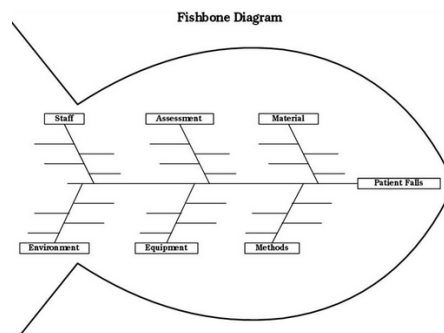 Fishbone Diagram
Staff
Assessment
Material
Patient Falls
Environment
Equipment
Methods